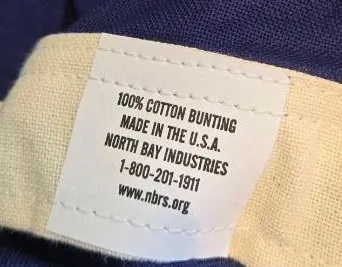 100% COTTON BUNTING
MADE IN THE U.S.A.
NORTH BAY INDUSTRIES
1-800-201-1911
www.nbrs.org